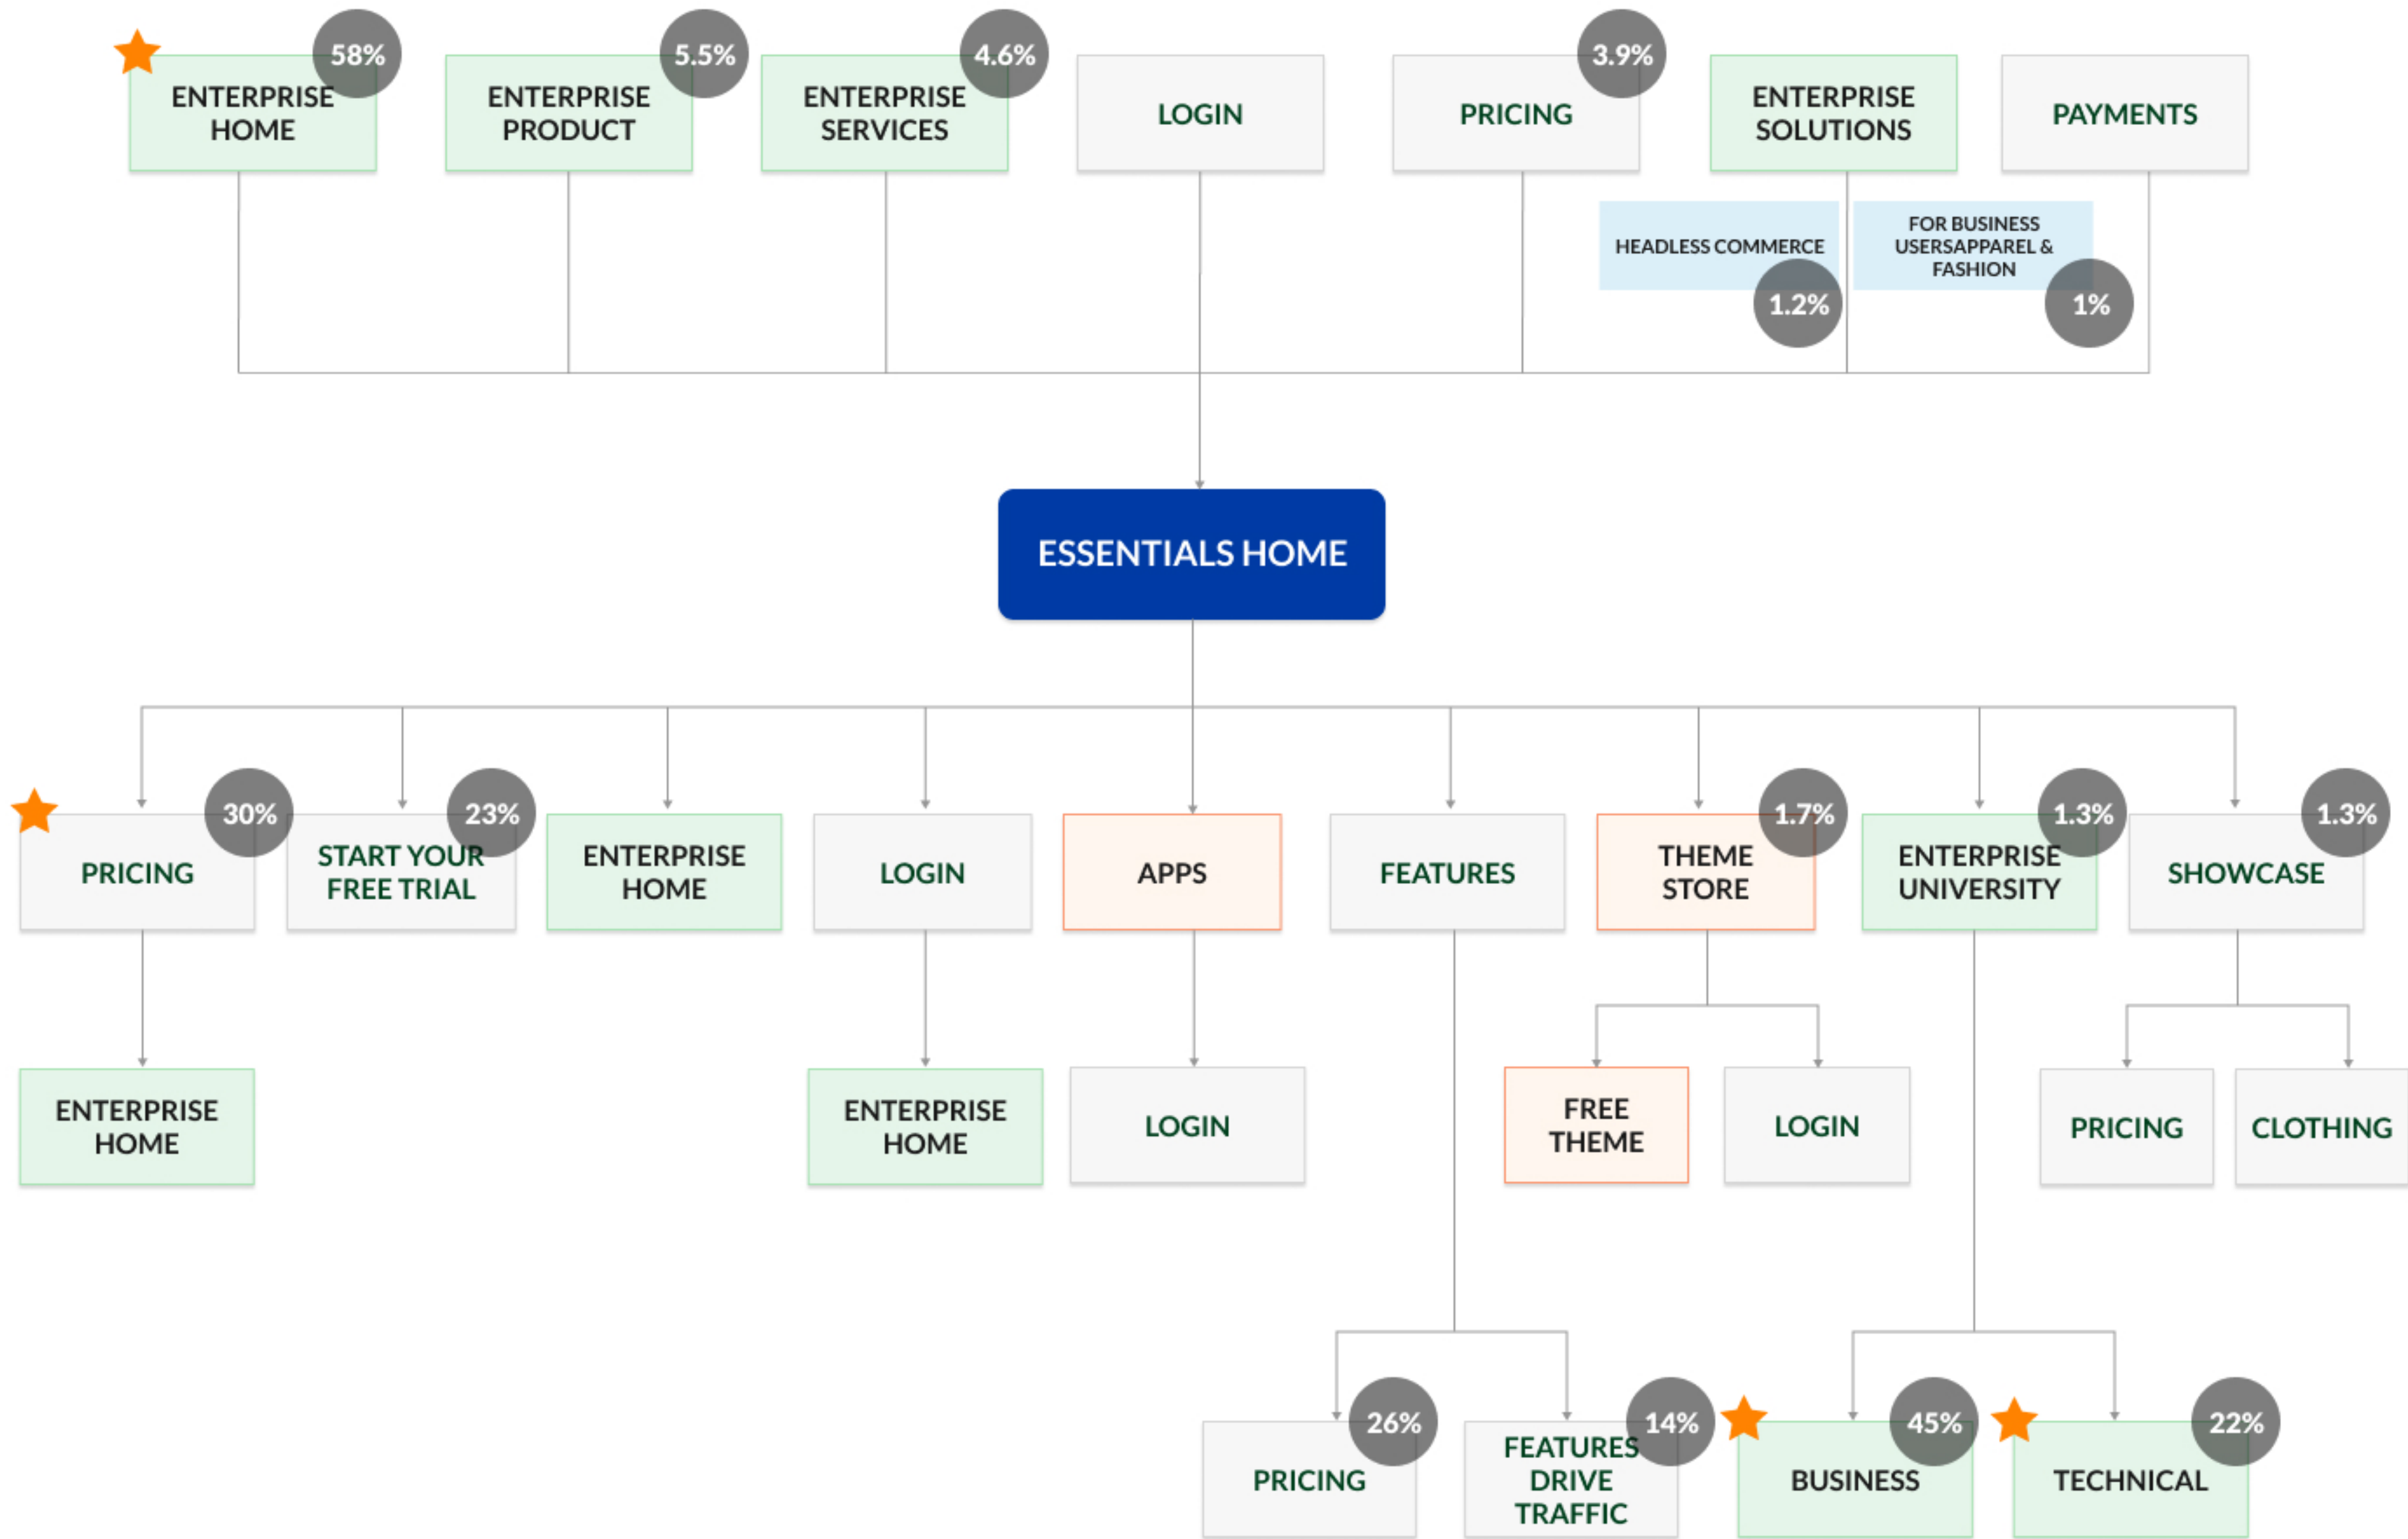 58%
ENTERPRISE
HOME
5.5%
ENTERPRISE
PRODUCT
4.6%
ENTERPRISE
SERVICES
LOGIN
3.9%
PRICING
ENTERPRISE
SOLUTIONS
PAYMENTS
HEADLESS COMMERCE
1.2%
FOR BUSINESS
USERSAPPAREL &
FASHION
1%
ESSENTIALS HOME
30%
PRICING
23%
START YOUR
FREE TRIAL
ENTERPRISE
HOME
LOGIN
APPS
FEATURES
1.7%
THEME
STORE
1.3%
ENTERPRISE
UNIVERSITY
1.3%
SHOWCASE
ENTERPRISE
HOME
ENTERPRISE
HOME
LOGIN
FREE
THEME
LOGIN
PRICING
CLOTHING
26%
PRICING
14%
FEATURES
DRIVE
TRAFFIC
45%
BUSINESS
22%
TECHNICAL